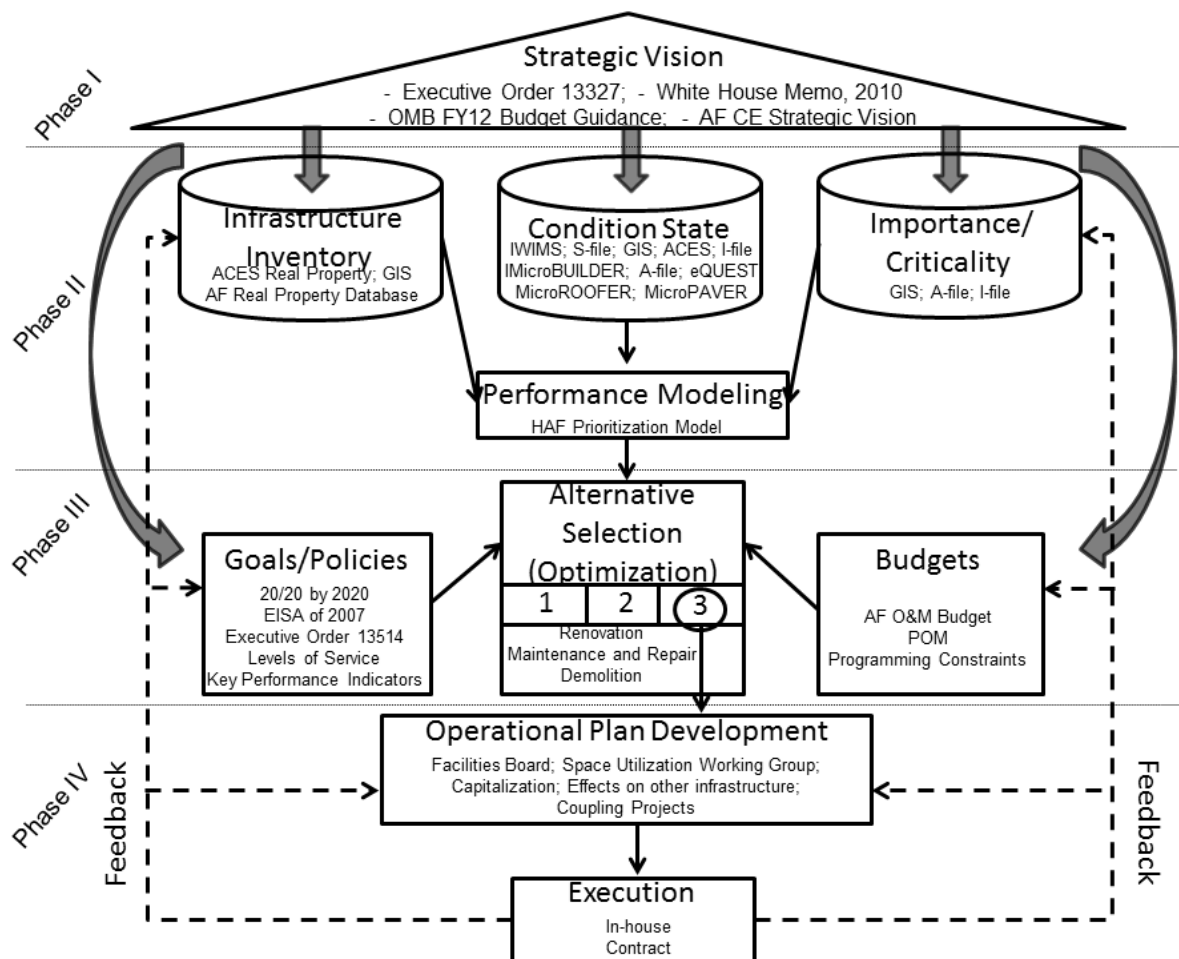 Strategic Vision
- Executive Order 13327; - White House Memo, 2010
- OMB FY12 Budget Guidance; - AF CE Strategic Vision
Phase I
Infrastructure
Inventory
ACES Real Property; GIS
AF Real Property Database
Condition State
IWIMS; S-file; GIS; ACES; I-file
IMicroBUILDER; A-file; eQUEST
MicroROOFER; MicroPAVER
Importance/
Criticality
GIS; A-file; I-file
Phase II
Performance Modeling
HAF Prioritization Model
Phase III
Goals/Policies
20/20 by 2020
EISA of 2007
Executive Order 13514
Levels of Service
Key Performance Indicators
Alternative
Selection
(Optimization)
1 2 3
Renovation
Maintenance and Repair
Demolition
Budgets
AF O&M Budget
POM
Programming Constraints
Phase IV
Operational Plan Development
Facilities Board; Space Utilization Working Group;
Capitalization; Effects on other infrastructure;
Coupling Projects
Feedback
Feedback
Execution
In-house
Contract